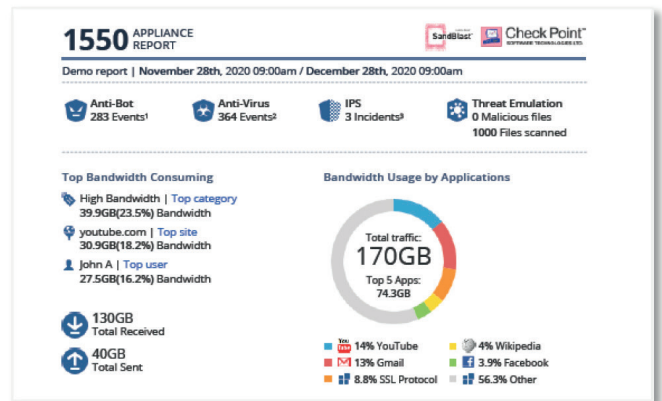 1550 APPLIANCE REPORT
SandBlast
Check Point
SOFTWARE TECHNOLOGIES LTD.
Demo report | November 28th, 2020 09:00am / December 28th, 2020 09:00am
Anti-Bot
283 Events¹
Anti-Virus
364 Events²
IPS
3 Incidents³
Threat Emulation
0 Malicious files
1000 Files scanned
Top Bandwidth Consuming
High Bandwidth | Top category
39.9GB(23.5%) Bandwidth
youtube.com | Top site
30.9GB(18.2%) Bandwidth
John A | Top user
27.5GB(16.2%) Bandwidth
130GB
Total Received
40GB
Total Sent
Bandwidth Usage by Applications
Total traffic:
170GB
Top 5 Apps:
74.3GB
You Tube 14% YouTube
13% Gmail
8.8% SSL Protocol
4% Wikipedia
f 3.9% Facebook
56.3% Other